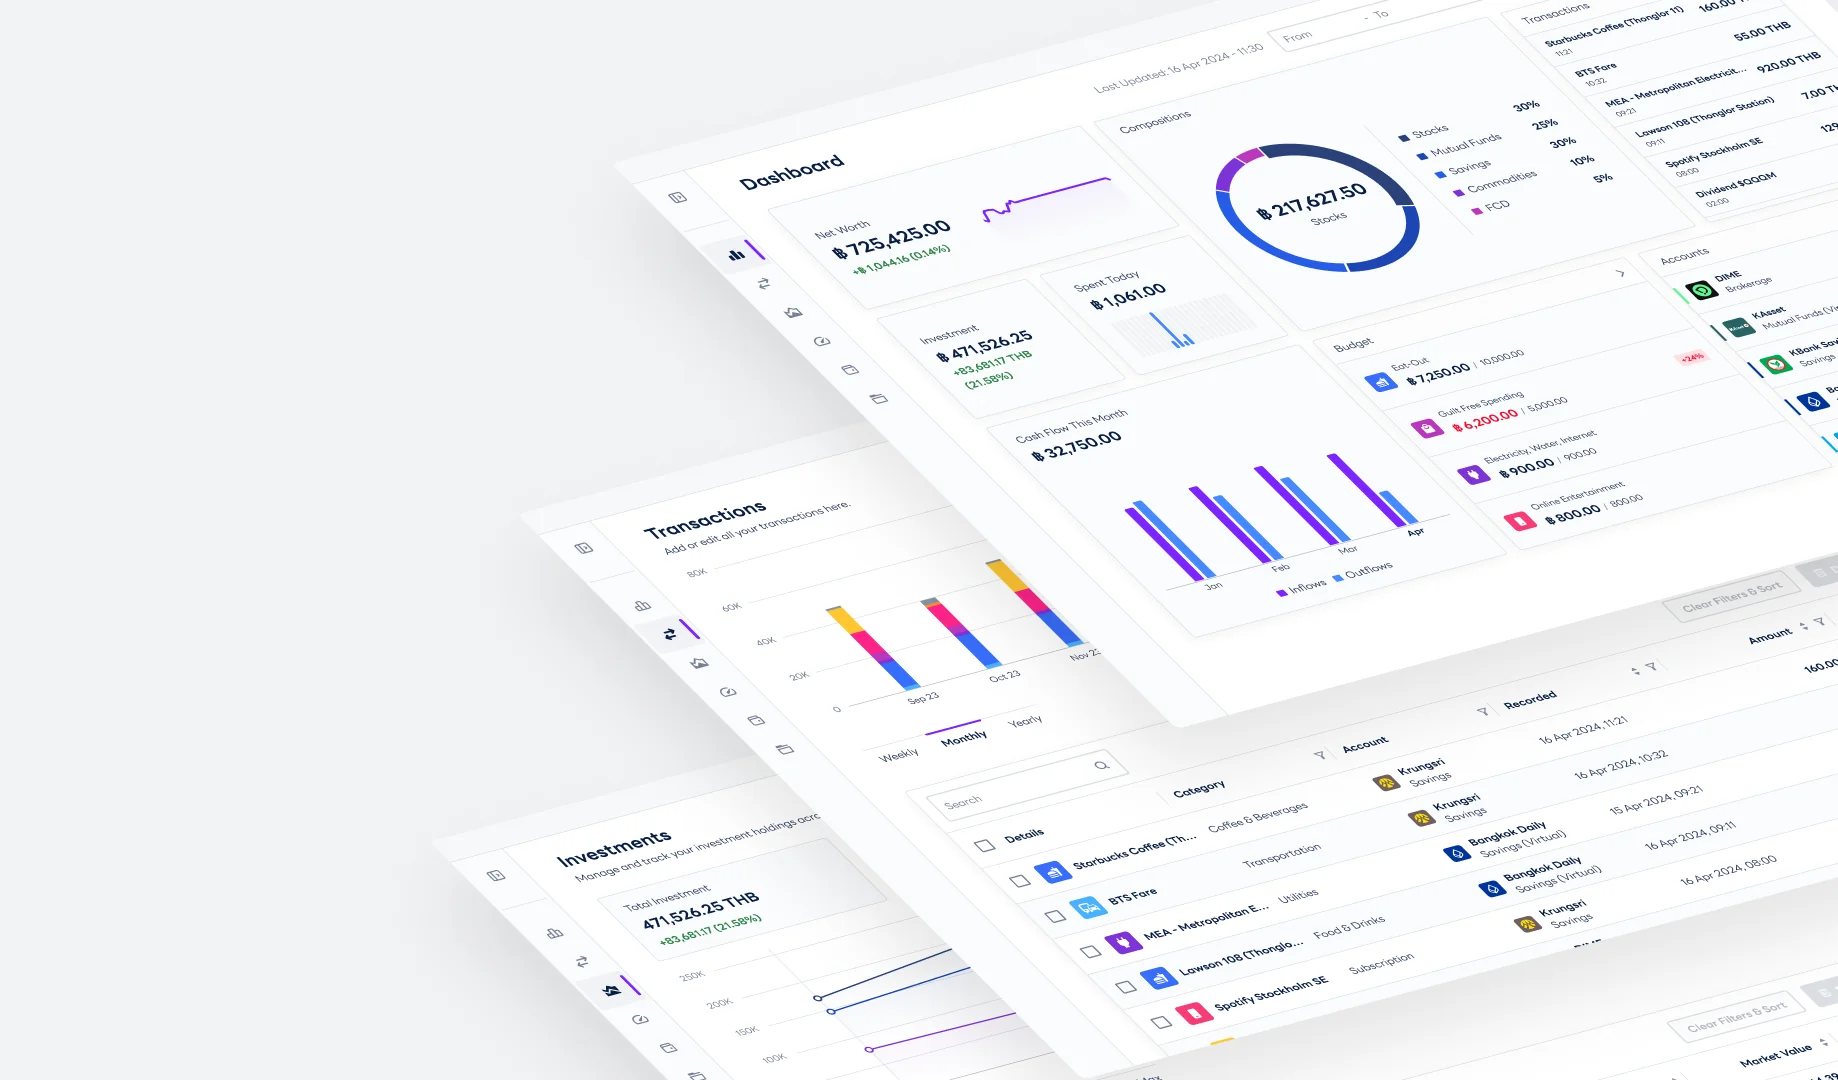 Dashboard
Last Updated: 16 Apr 2024 - 11:30
From
- To
Net Worth
฿ 725,425.00
+฿ 1,044.16 (0.14%)
Investment
฿ 471,526.25
+83,681.17 THB
(21.58%)
Spent Today
฿ 1,061.00
Cash Flow This Month
฿ 32,750.00
Jan
Feb
Mar
Apr
Inflows
Outflows
Compositions
฿ 217,627.50
Stocks
Stocks 30%
Mutual Funds 25%
Savings 30%
Commodities 10%
FCD 5%
Budget
Eat-Out
฿ 7,250.00 / 10,000.00
+24%
Guilt Free Spending
฿ 6,200.00 / 5,000.00
Electricity, Water, Internet
฿ 900.00 / 900.00
Online Entertainment
฿ 800.00 / 800.00
Transactions
Starbucks Coffee (Thonglor 11)
11:21
BTS Fare 55.00 THB
10:32
MEA - Metropolitan Electricit... 920.00 THB
09:21
Lawson 108 (Thonglor Station)
09:11
Spotify Stockholm SE
08:00
Dividend $QQQM
02:00
Accounts
DIME
Brokerage
KAsset
KBank
Savings
Transactions
Add or edit all your transactions here.
80K
60K
40K
20K
0
Sep 23
Oct 23
Weekly
Monthly
Yearly
Search
Clear Filters & Sort
Details
Category
Account
Recorded
Amount
Starbucks Coffee (Th...
Coffee & Beverages
Krungsri
Savings
16 Apr 2024, 11:21
BTS Fare
Transportation
Krungsri
Savings
16 Apr 2024, 10:32
MEA - Metropolitan E...
Utilities
Bangkok Daily
Savings (Virtual)
15 Apr 2024, 09:21
Lawson 108 (Thonglo...
Food & Drinks
Bangkok Daily
Savings (Virtual)
16 Apr 2024, 09:11
Spotify Stockholm SE
Subscription
Krungsri
Savings
16 Apr 2024, 08:00
Investments
Manage and track your investment holdings
Total Investment
471,526.25 THB
+83,681.17 (21.58%)
250K
200K
150K
100K
Clear Filters & Sort
Market Value